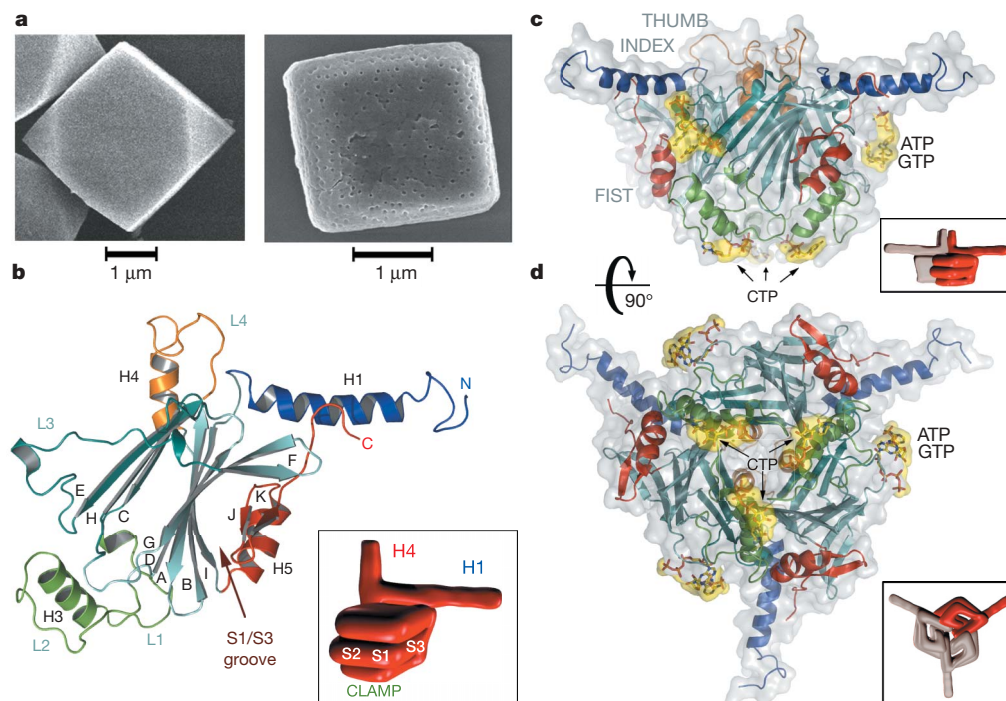 a
1 μm
1 μm
b
L4
H4
H1
N
C
L3
F
E
H
C
K
J
G
D
A
B
I
H5
H3
L2
L1
S1/S3
groove
H4
H1
S2
S1
S3
CLAMP
c
THUMB
INDEX
ATP
GTP
FIST
CTP
90°
d
ATP
GTP
CTP